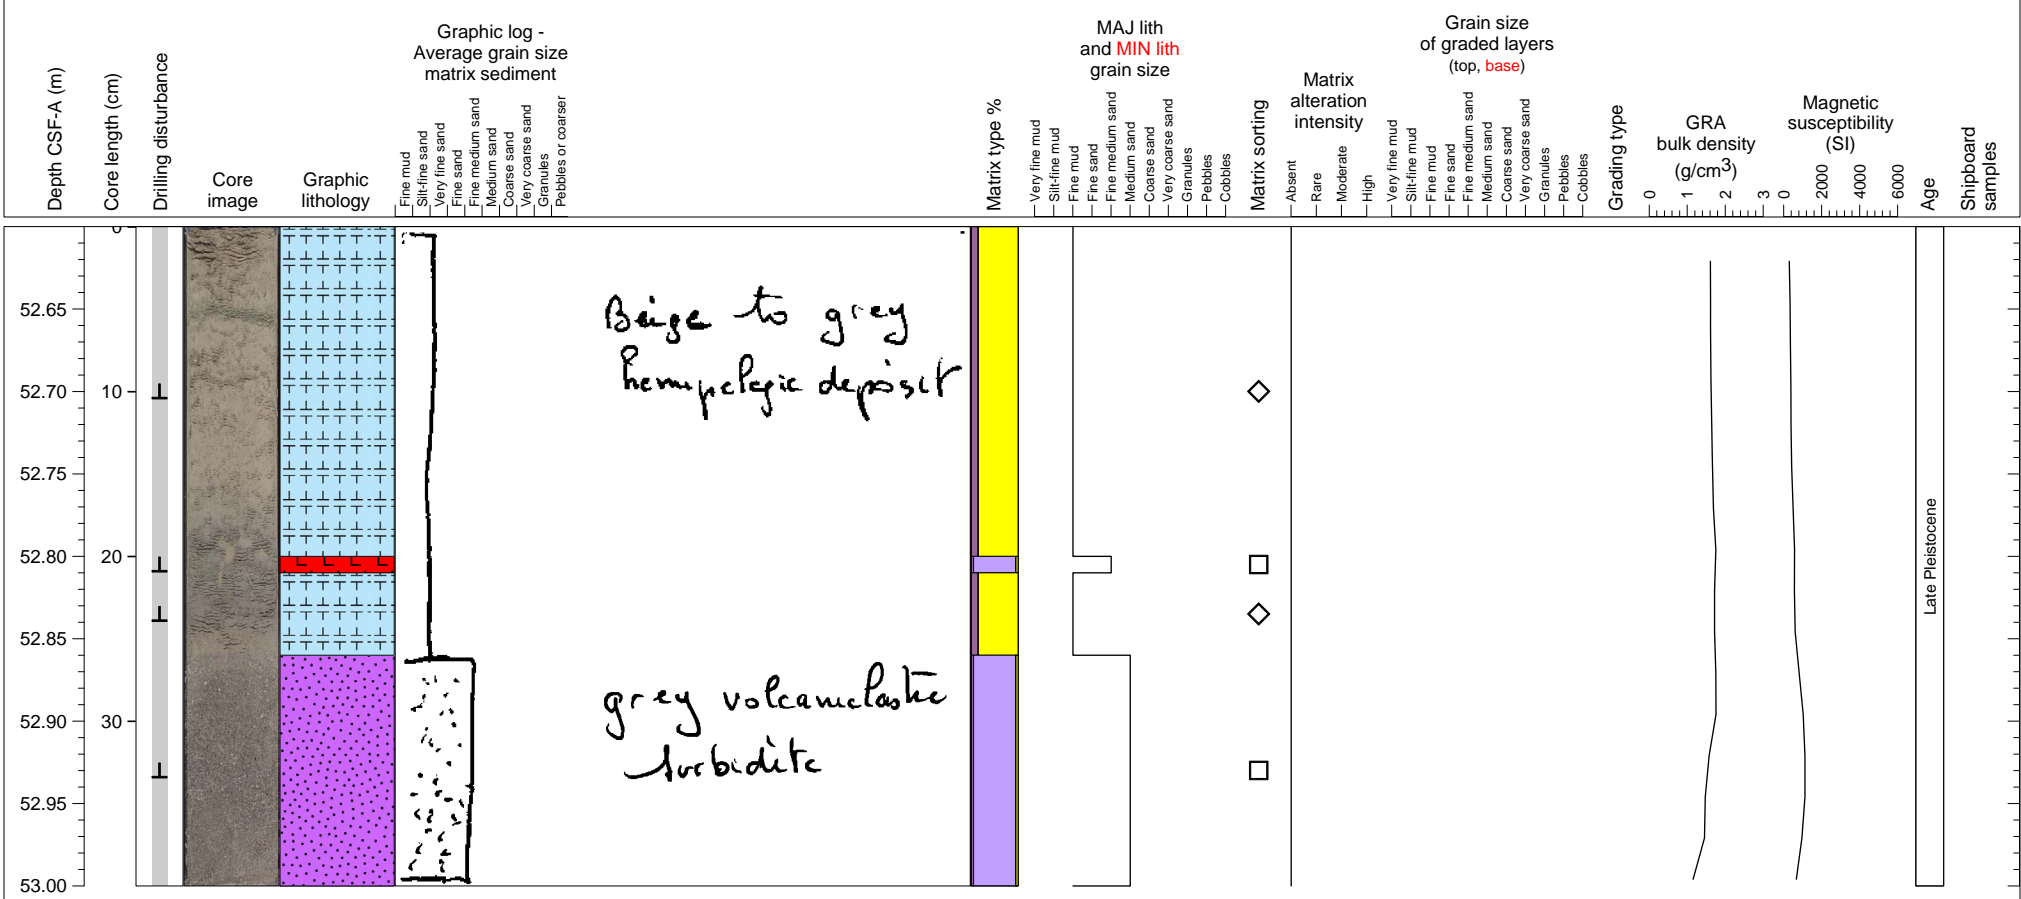 Graphic log -
Average grain size
matrix sediment
MAJ lith
and MIN lith
grain size
Grain size
of graded layers
(top, base)
Matrix
alteration
intensity
GRA
bulk density
(g/cm3)
Magnetic
susceptibility
(SI)
Depth CSF-A (m)
Core length (cm)
Drilling disturbance
Core
image
Graphic
lithology
Fine mud
Silt-fine sand
Very fine sand
Fine sand
Fine medium sand
Medium sand
Coarse sand
Very coarse sand
Granules
Pebbles or coarser
Matrix type %
Very fine mud
Silt-fine mud
Fine mud
Fine sand
Fine medium sand
Medium sand
Coarse sand
Very coarse sand
Granules
Pebbles
Cobbles
Matrix sorting
Absent
Rare
Moderate
High
Very fine mud
Silt-fine mud
Fine mud
Fine sand
Fine medium sand
Medium sand
Coarse sand
Very coarse sand
Granules
Pebbles
Cobbles
Grading type
0 1 2 3
0 2000 4000 6000
Age
Shipboard
samples
0
52.65
52.70 10
52.75
52.80 20
52.85
52.90 30
52.95
53.00
Beige to grey
hemipelagic deposit
grey volcaniclastic
turbidite
Late Pleistocene